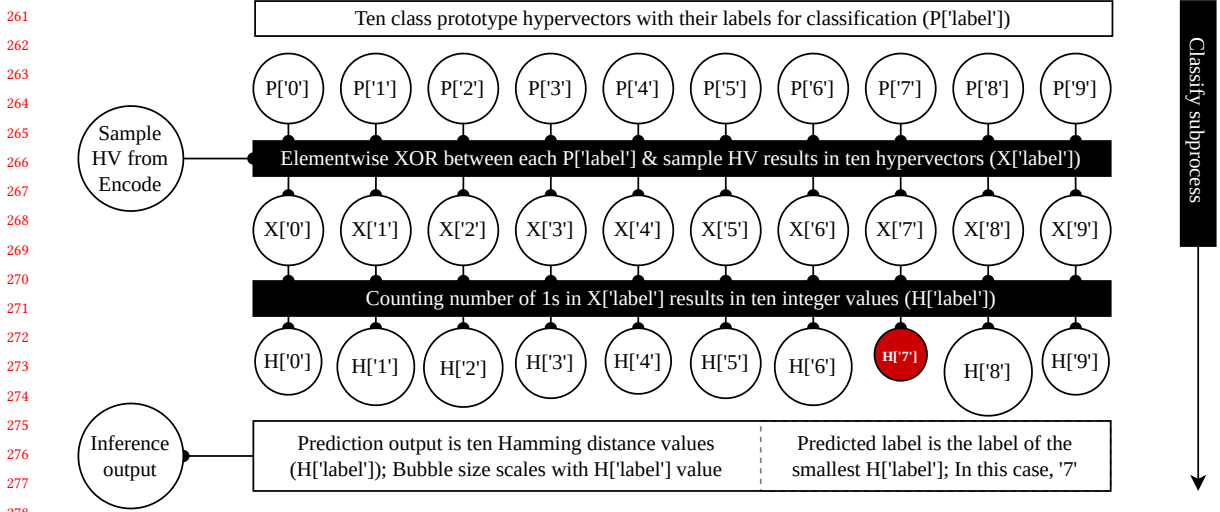 261
Ten class prototype hypervectors with their labels for classification (P['label'])
262
263
P['0'] P['1'] P['2'] P['3'] P['4'] P['5'] P['6'] P['7'] P['8'] P['9']
264
265
Sample
HV from
Encode
266
Elementwise XOR between each P['label'] & sample HV results in ten hypervectors (X['label'])
267
268
X['0'] X['1'] X['2'] X['3'] X['4'] X['5'] X['6'] X['7'] X['8'] X['9']
269
270
271
Counting number of 1s in X['label'] results in ten integer values (H['label'])
272
273
H['0'] H['1'] H['2'] H['3'] H['4'] H['5'] H['6'] H['7'] H['8'] H['9']
274
275
Inference
output
276
Prediction output is ten Hamming distance values
(H['label']); Bubble size scales with H['label'] value
Predicted label is the label of the
smallest H['label']; In this case, '7'
277
Classify subprocess